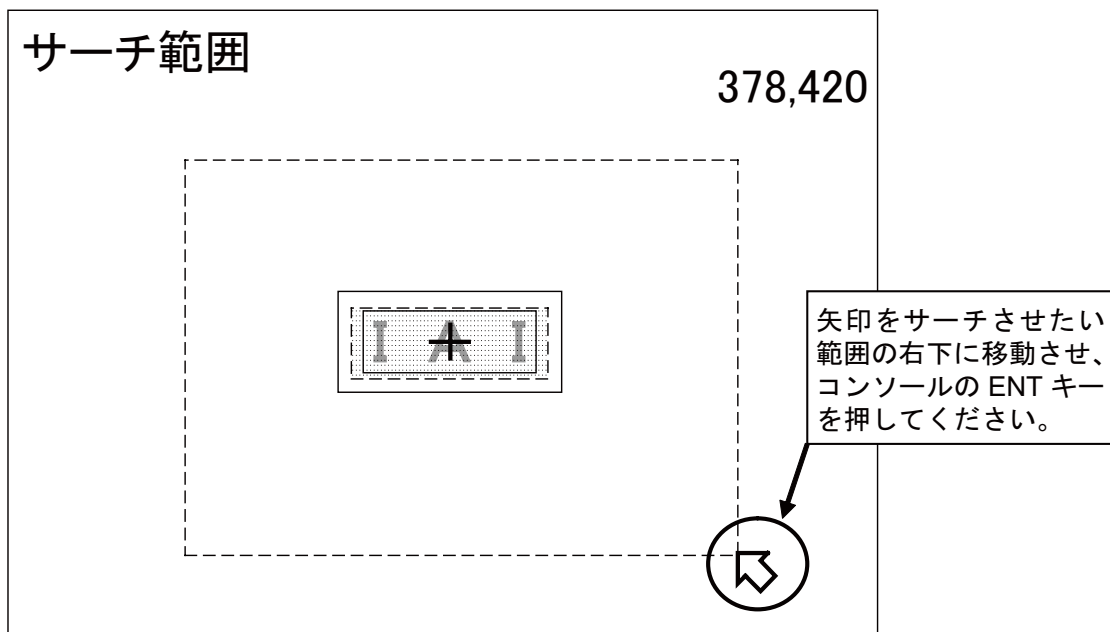 サーチ範囲
378,420
I A I
矢印をサーチさせたい
範囲の右下に移動させ、
コンソールの ENT キー
を押してください。